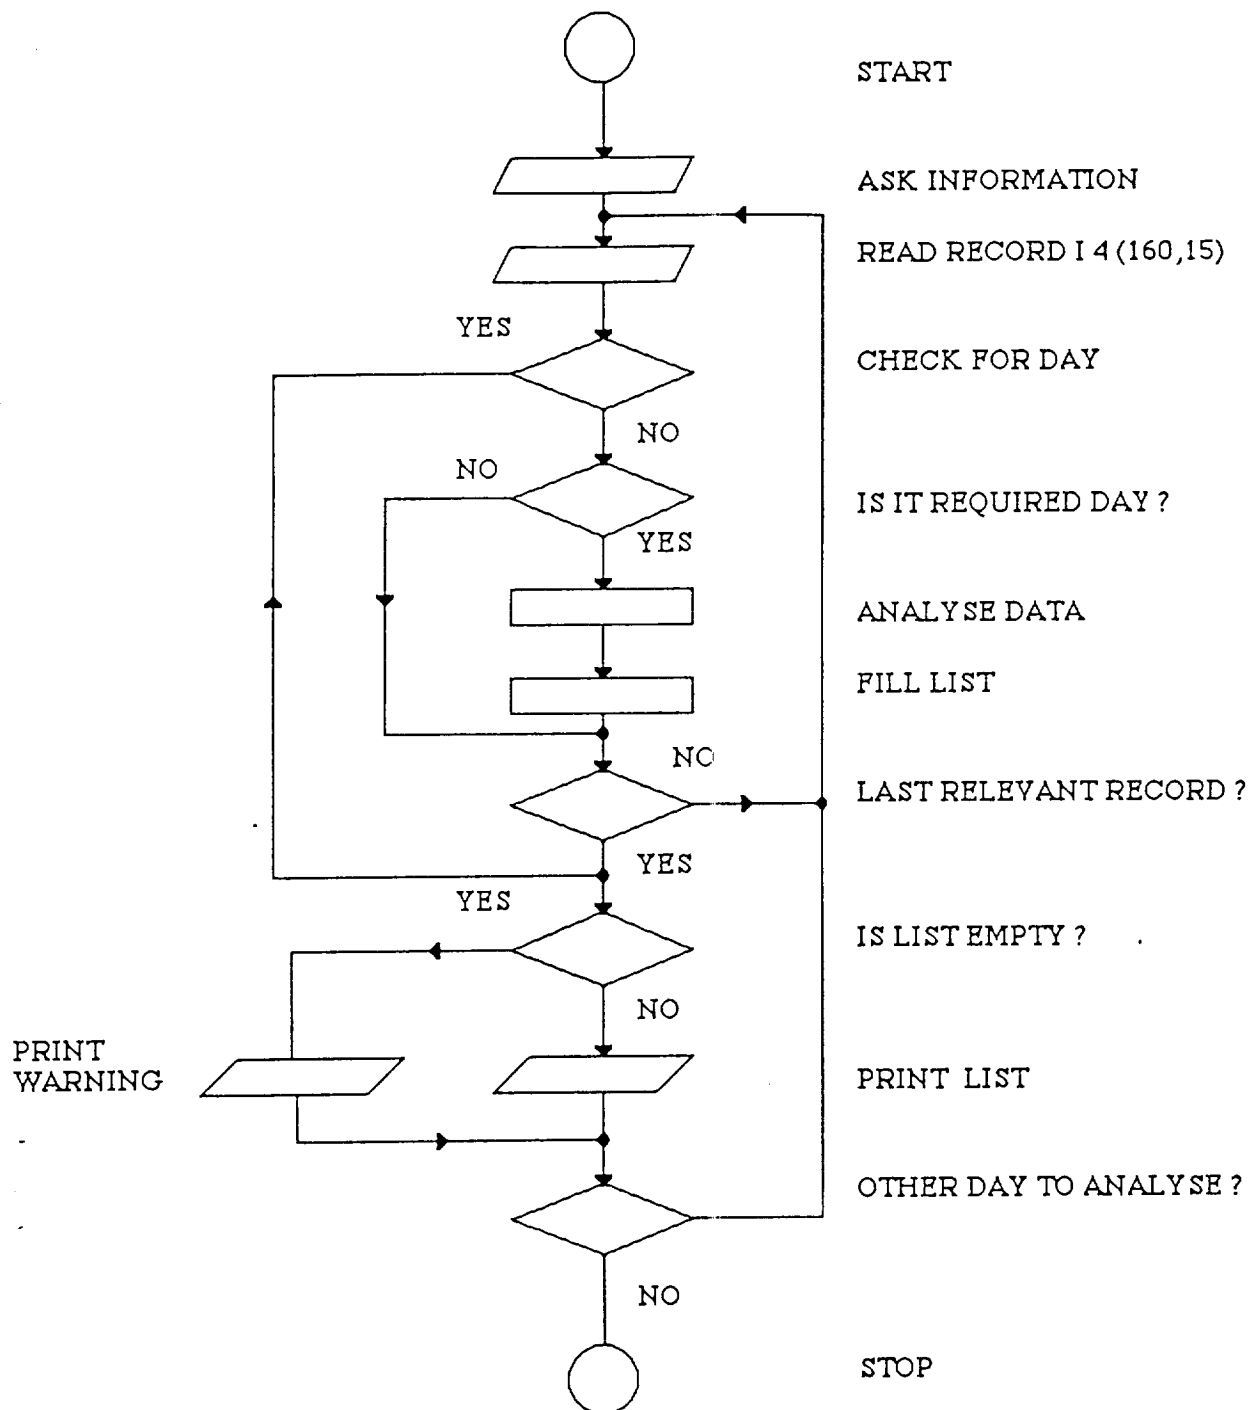 START
ASK INFORMATION
READ RECORD I 4 (160,15)
YES
CHECK FOR DAY
NO
NO
IS IT REQUIRED DAY ?
YES
ANALYSE DATA
FILL LIST
NO
LAST RELEVANT RECORD ?
YES
YES
IS LIST EMPTY ?
NO
PRINT
WARNING
PRINT LIST
OTHER DAY TO ANALYSE ?
NO
STOP